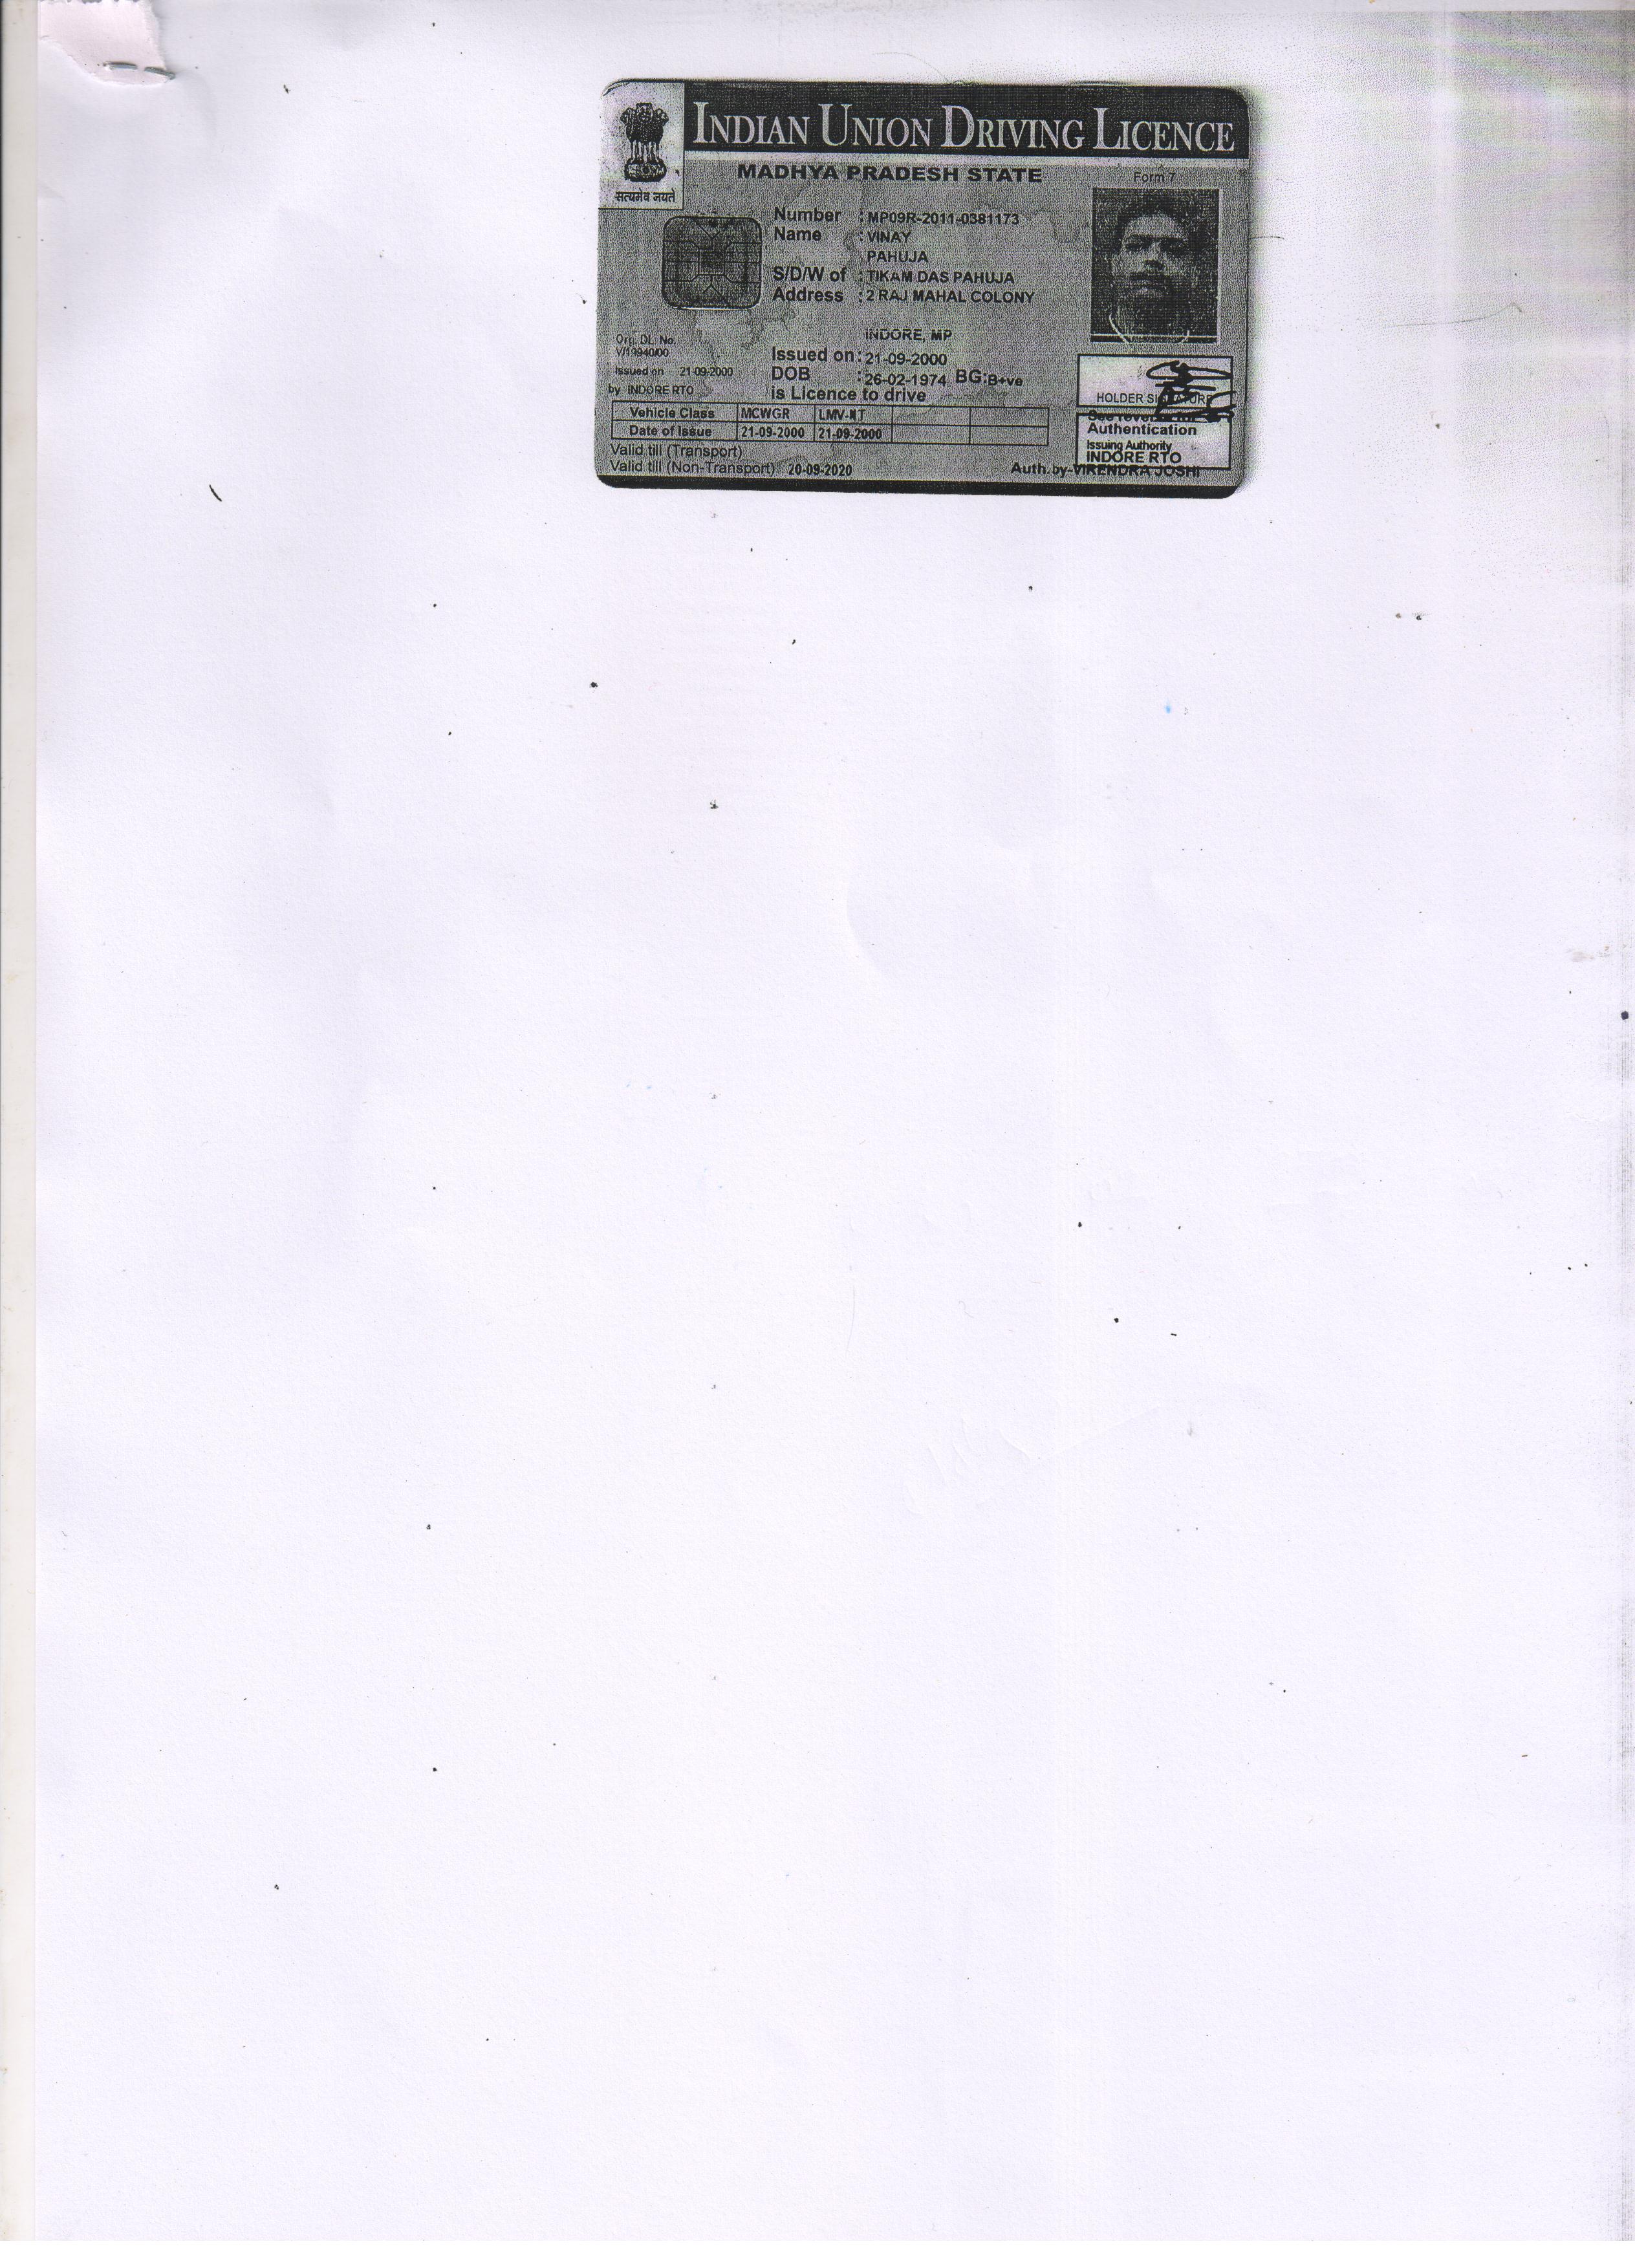 INDIAN UNION DRIVING LICENCE
MADHYA PRADESH STATE
Form 7
सत्यमेव जयते
Number : MP09R-2011-0381173
Name : VINAY
PAHUJA
S/D/W of : TIKAM DAS PAHUJA
Address : 2 RAJ MAHAL COLONY
INDORE, MP
Org. DL. No.
V/19940/00
Issued on 21-09-2000
by INDORE RTO
Issued on : 21-09-2000
DOB : 26-02-1974 BG: B+ve
is Licence to drive
Vehicle Class MCWGR LMV-NT
Date of Issue 21-09-2000 21-09-2000
Valid till (Transport)
Valid till (Non-Transport) 20-09-2020
HOLDER SIGNATURE
See reverse for
Authentication
Issuing Authority
INDORE RTO
Auth. by-VIRENDRA JOSHI